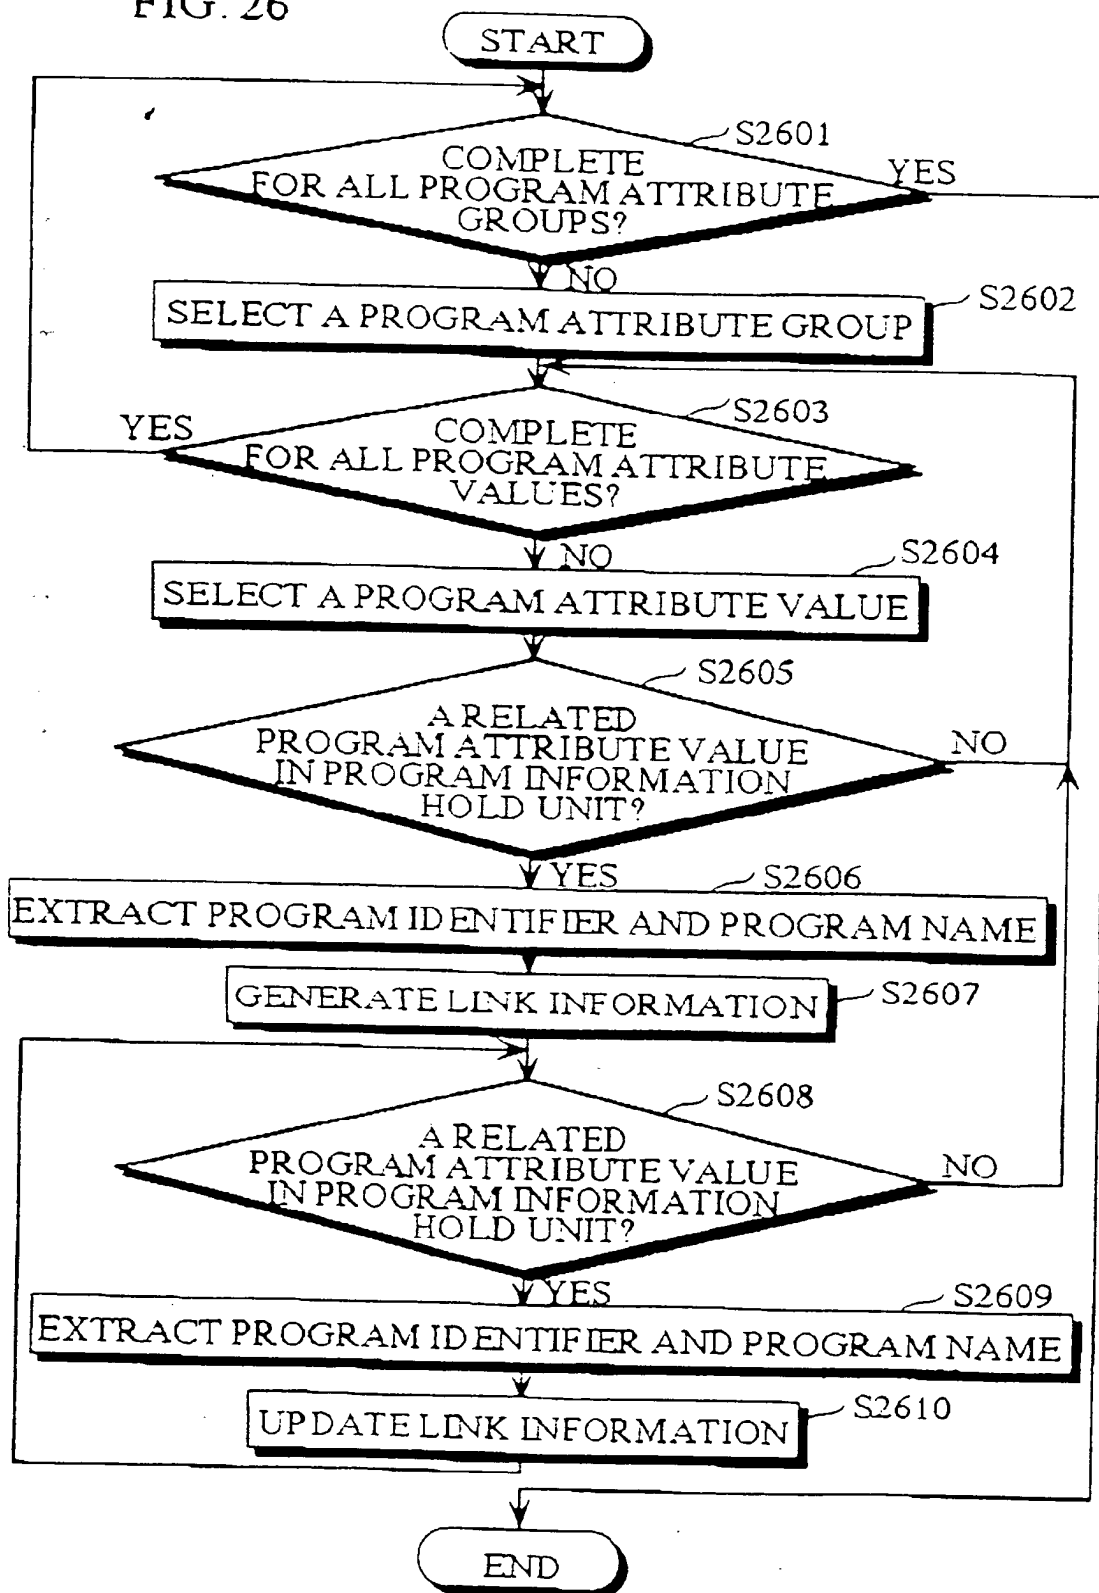 FIG. 26
START
S2601
COMPLETE
FOR ALL PROGRAM ATTRIBUTE
GROUPS?
YES
NO
S2602
SELECT A PROGRAM ATTRIBUTE GROUP
S2603
YES
COMPLETE
FOR ALL PROGRAM ATTRIBUTE
VALUES?
NO
S2604
SELECT A PROGRAM ATTRIBUTE VALUE
S2605
A RELATED
PROGRAM ATTRIBUTE VALUE
IN PROGRAM INFORMATION
HOLD UNIT?
NO
YES
S2606
EXTRACT PROGRAM IDENTIFIER AND PROGRAM NAME
GENERATE LINK INFORMATION
S2607
S2608
A RELATED
PROGRAM ATTRIBUTE VALUE
IN PROGRAM INFORMATION
HOLD UNIT?
NO
YES
S2609
EXTRACT PROGRAM IDENTIFIER AND PROGRAM NAME
UPDATE LINK INFORMATION
S2610
END